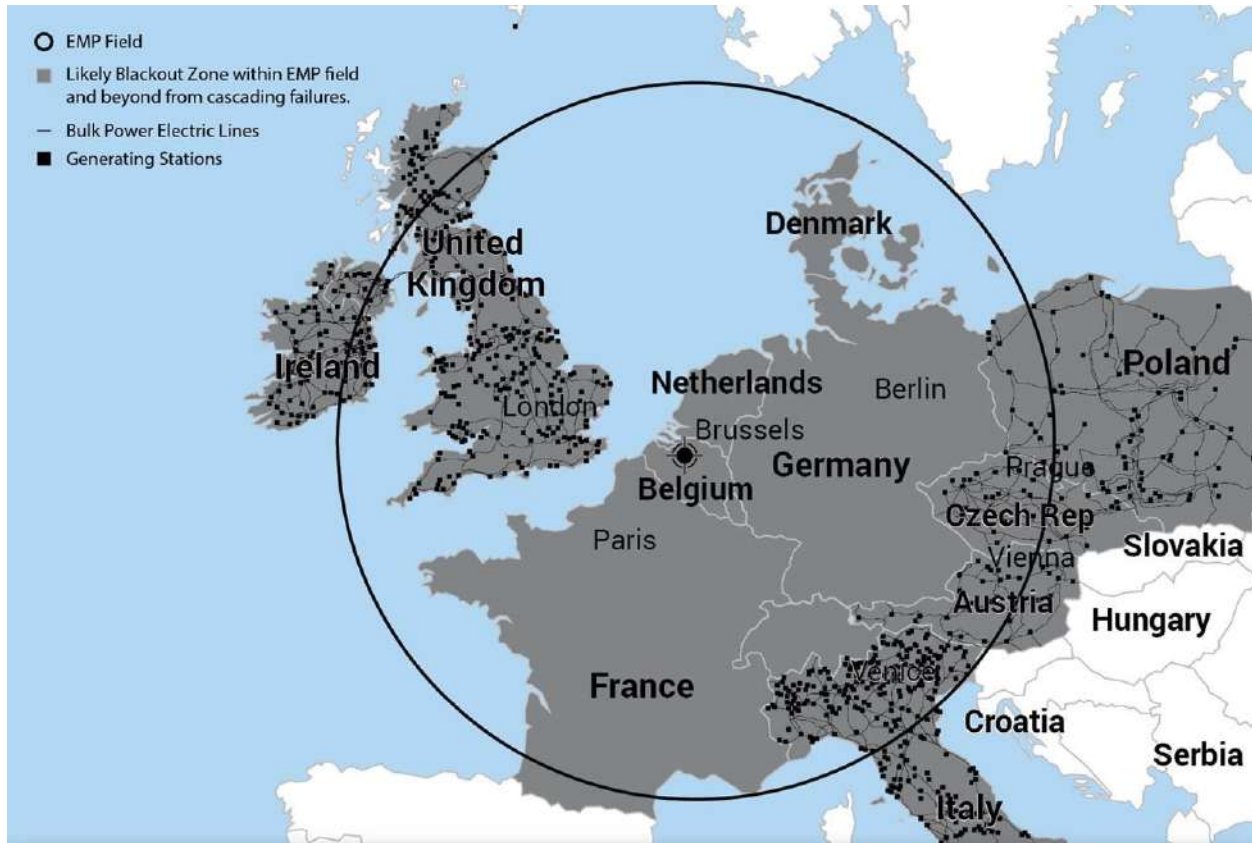 EMP Field
Likely Blackout Zone within EMP field
and beyond from cascading failures.
Bulk Power Electric Lines
Generating Stations
Denmark
United
Kingdom
Ireland
Poland
Netherlands
Berlin
London
Brussels
Germany
Prague
Belgium
Czech Rep
Paris
Slovakia
Vienna
Austria
Hungary
Venice
France
Croatia
Serbia
Italy